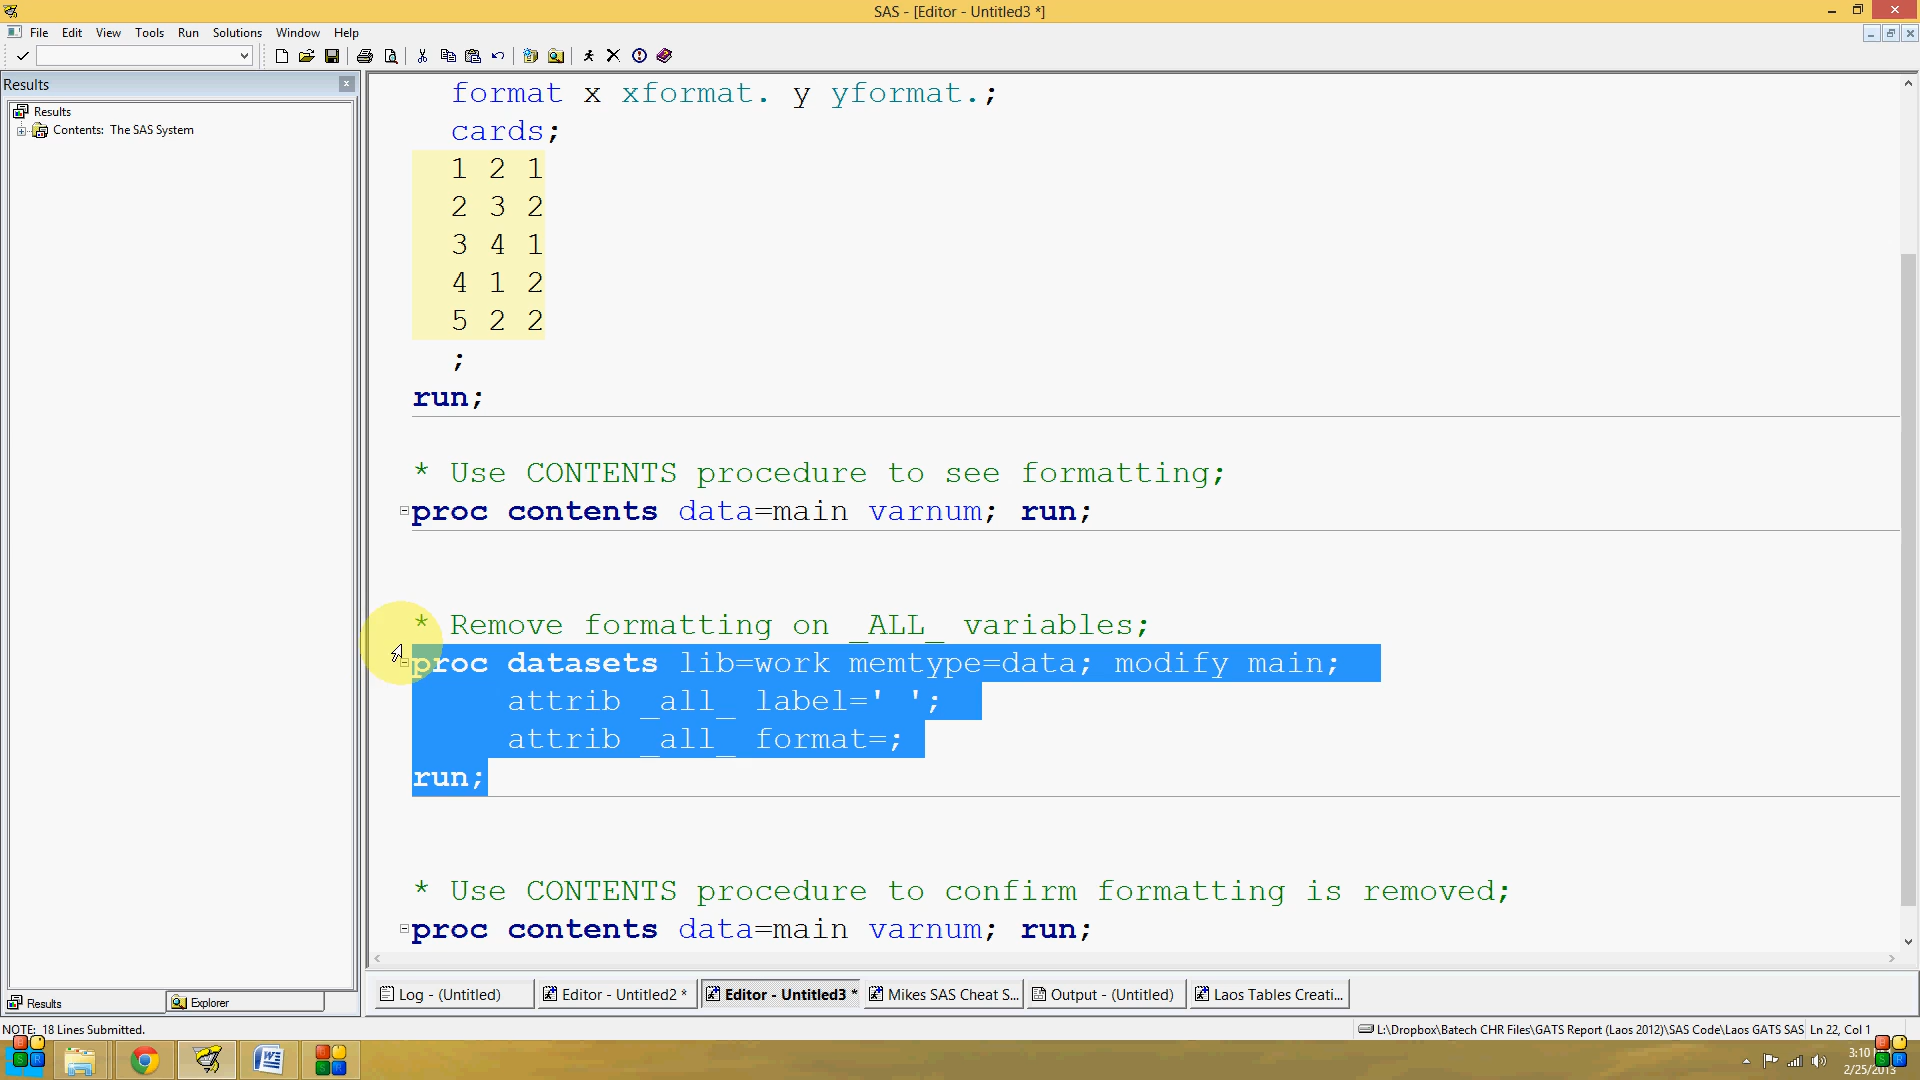 SAS - [Editor - Untitled3 *]
File Edit View Tools Run Solutions Window Help
Results
Results
Contents: The SAS System
format x xformat. y yformat.;
cards;
1 2 1
2 3 2
3 4 1
4 1 2
5 2 2
;
run;
* Use CONTENTS procedure to see formatting;
proc contents data=main varnum; run;
* Remove formatting on _ALL_ variables;
proc datasets lib=work memtype=data; modify main;
attrib _all_ label=' ';
attrib _all_ format=;
run;
* Use CONTENTS procedure to confirm formatting is removed;
proc contents data=main varnum; run;
Results Explorer
Log - (Untitled) Editor - Untitled2 * Editor - Untitled3 * Mikes SAS Cheat S... Output - (Untitled) Laos Tables Creati...
NOTE: 18 Lines Submitted.
L:\Dropbox\Batech CHR Files\GATS Report (Laos 2012)\SAS Code\Laos GATS SAS Ln 22, Col 1
3:10
2/25/2013